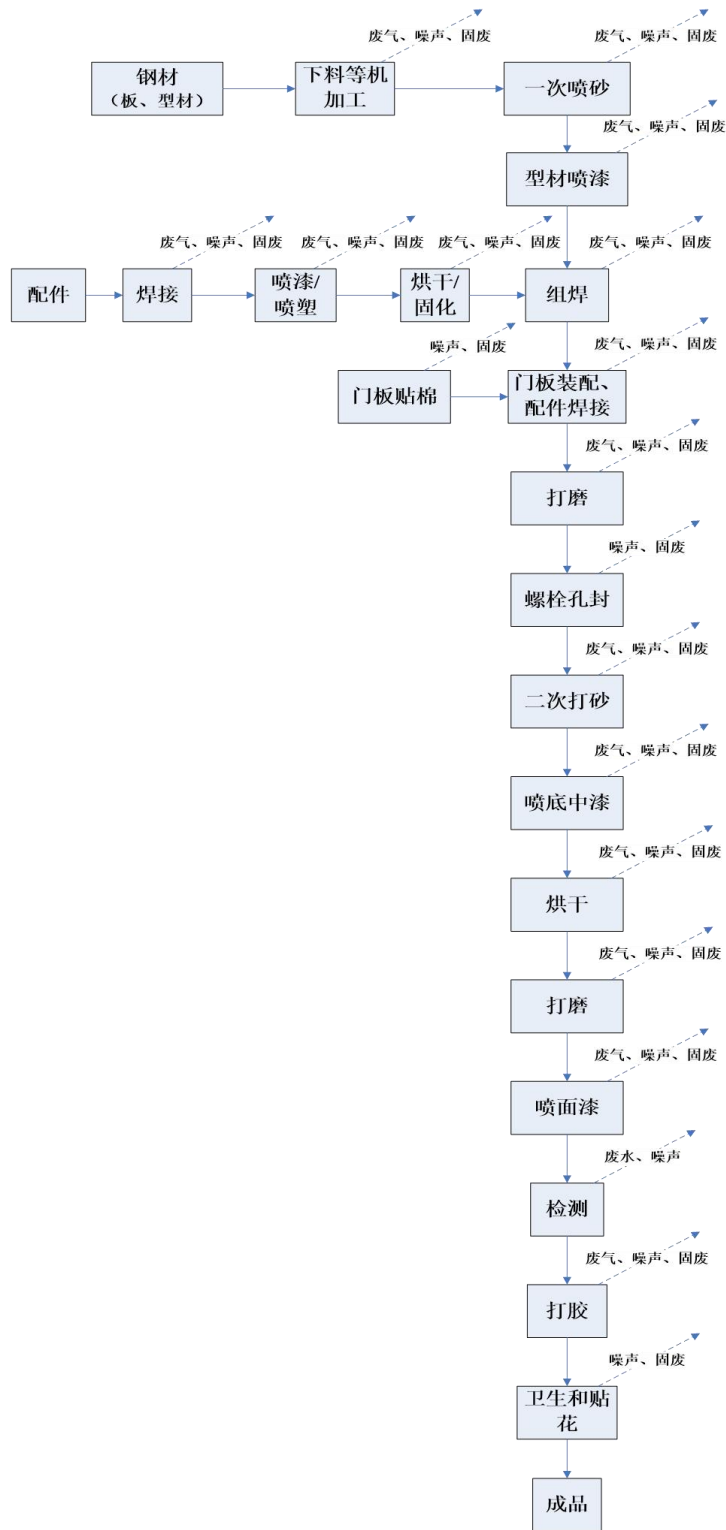 废气、噪声、固废
废气、噪声、固废
钢材
（板、型材）
下料等机
加工
一次喷砂
废气、噪声、固废
型材喷漆
废气、噪声、固废
废气、噪声、固废
废气、噪声、固废
废气、噪声、固废
配件
焊接
喷漆/
喷塑
烘干/
固化
组焊
噪声、固废
废气、噪声、固废
门板贴棉
门板装配、
配件焊接
废气、噪声、固废
打磨
噪声、固废
螺栓孔封
废气、噪声、固废
二次打砂
废气、噪声、固废
喷底中漆
废气、噪声、固废
烘干
废气、噪声、固废
打磨
废气、噪声、固废
喷面漆
废水、噪声
检测
废气、噪声、固废
打胶
噪声、固废
卫生和贴
花
成品